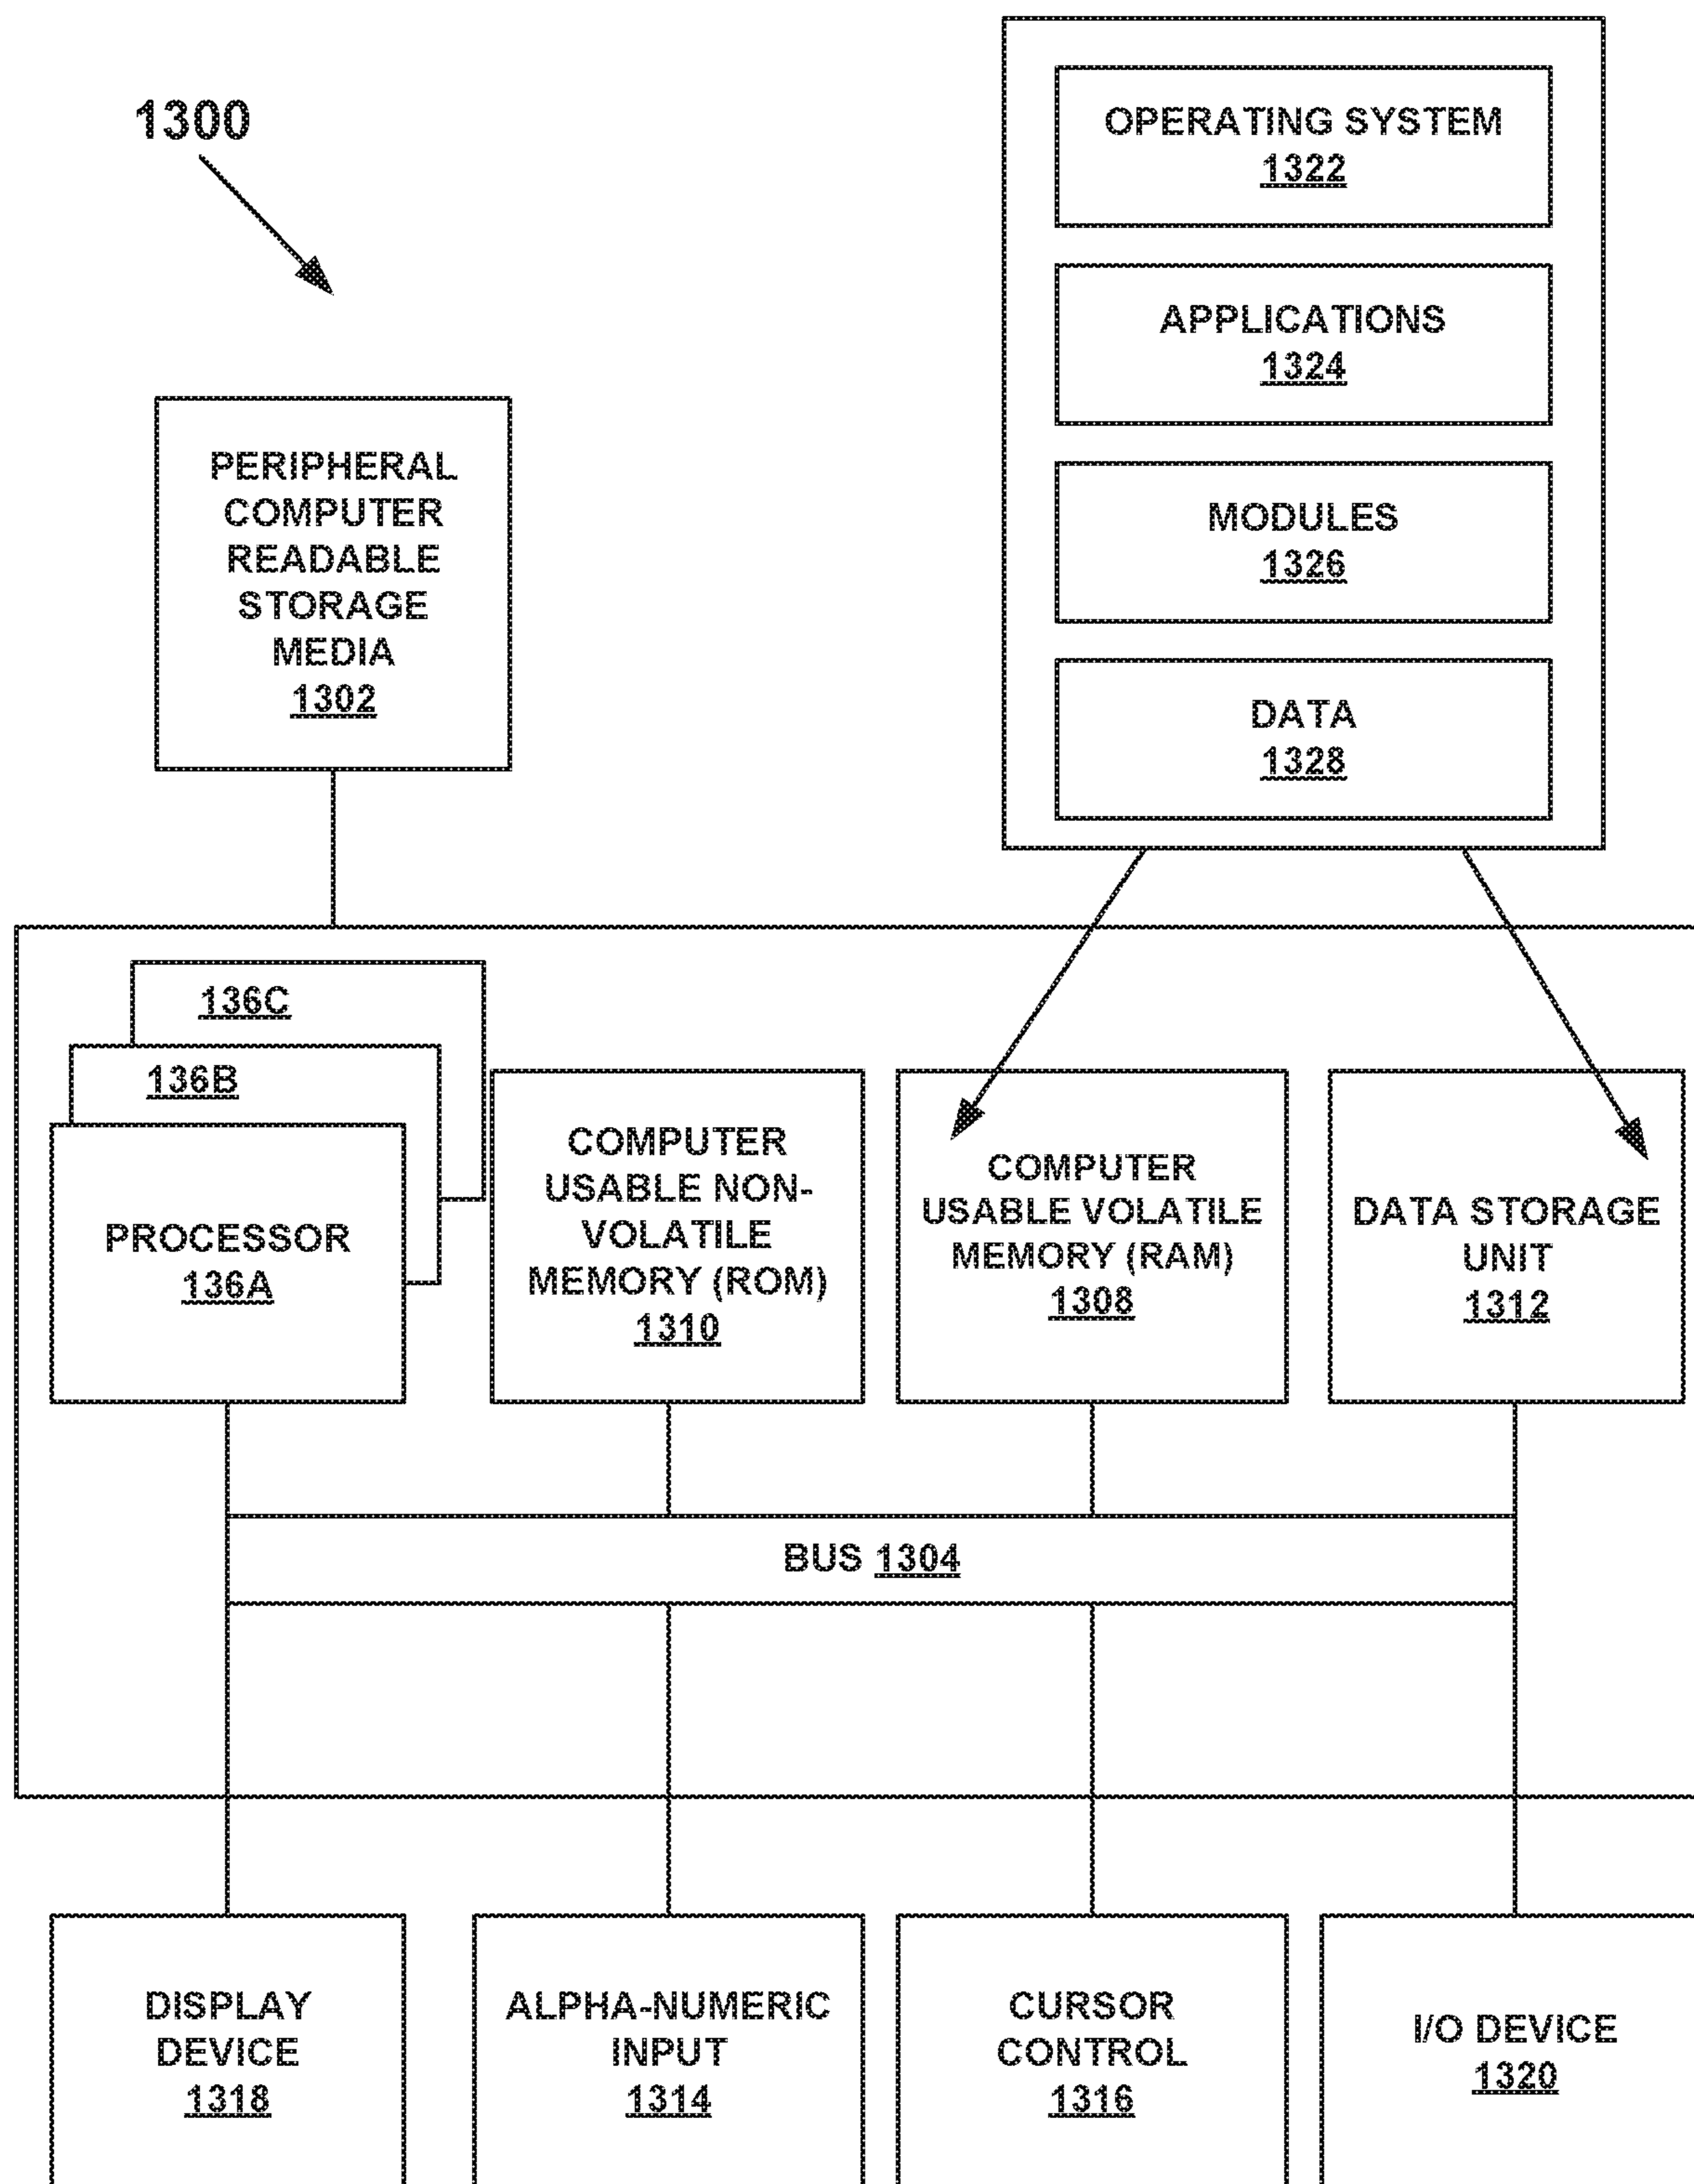 1300
OPERATING SYSTEM
1322
APPLICATIONS
1324
MODULES
1326
DATA
1328
PERIPHERAL
COMPUTER
READABLE
STORAGE
MEDIA
1302
136C
136B
PROCESSOR
136A
COMPUTER
USABLE NON-
VOLATILE
MEMORY (ROM)
1310
COMPUTER
USABLE VOLATILE
MEMORY (RAM)
1308
DATA STORAGE
UNIT
1312
BUS 1304
DISPLAY
DEVICE
1318
ALPHA-NUMERIC
INPUT
1314
CURSOR
CONTROL
1316
I/O DEVICE
1320